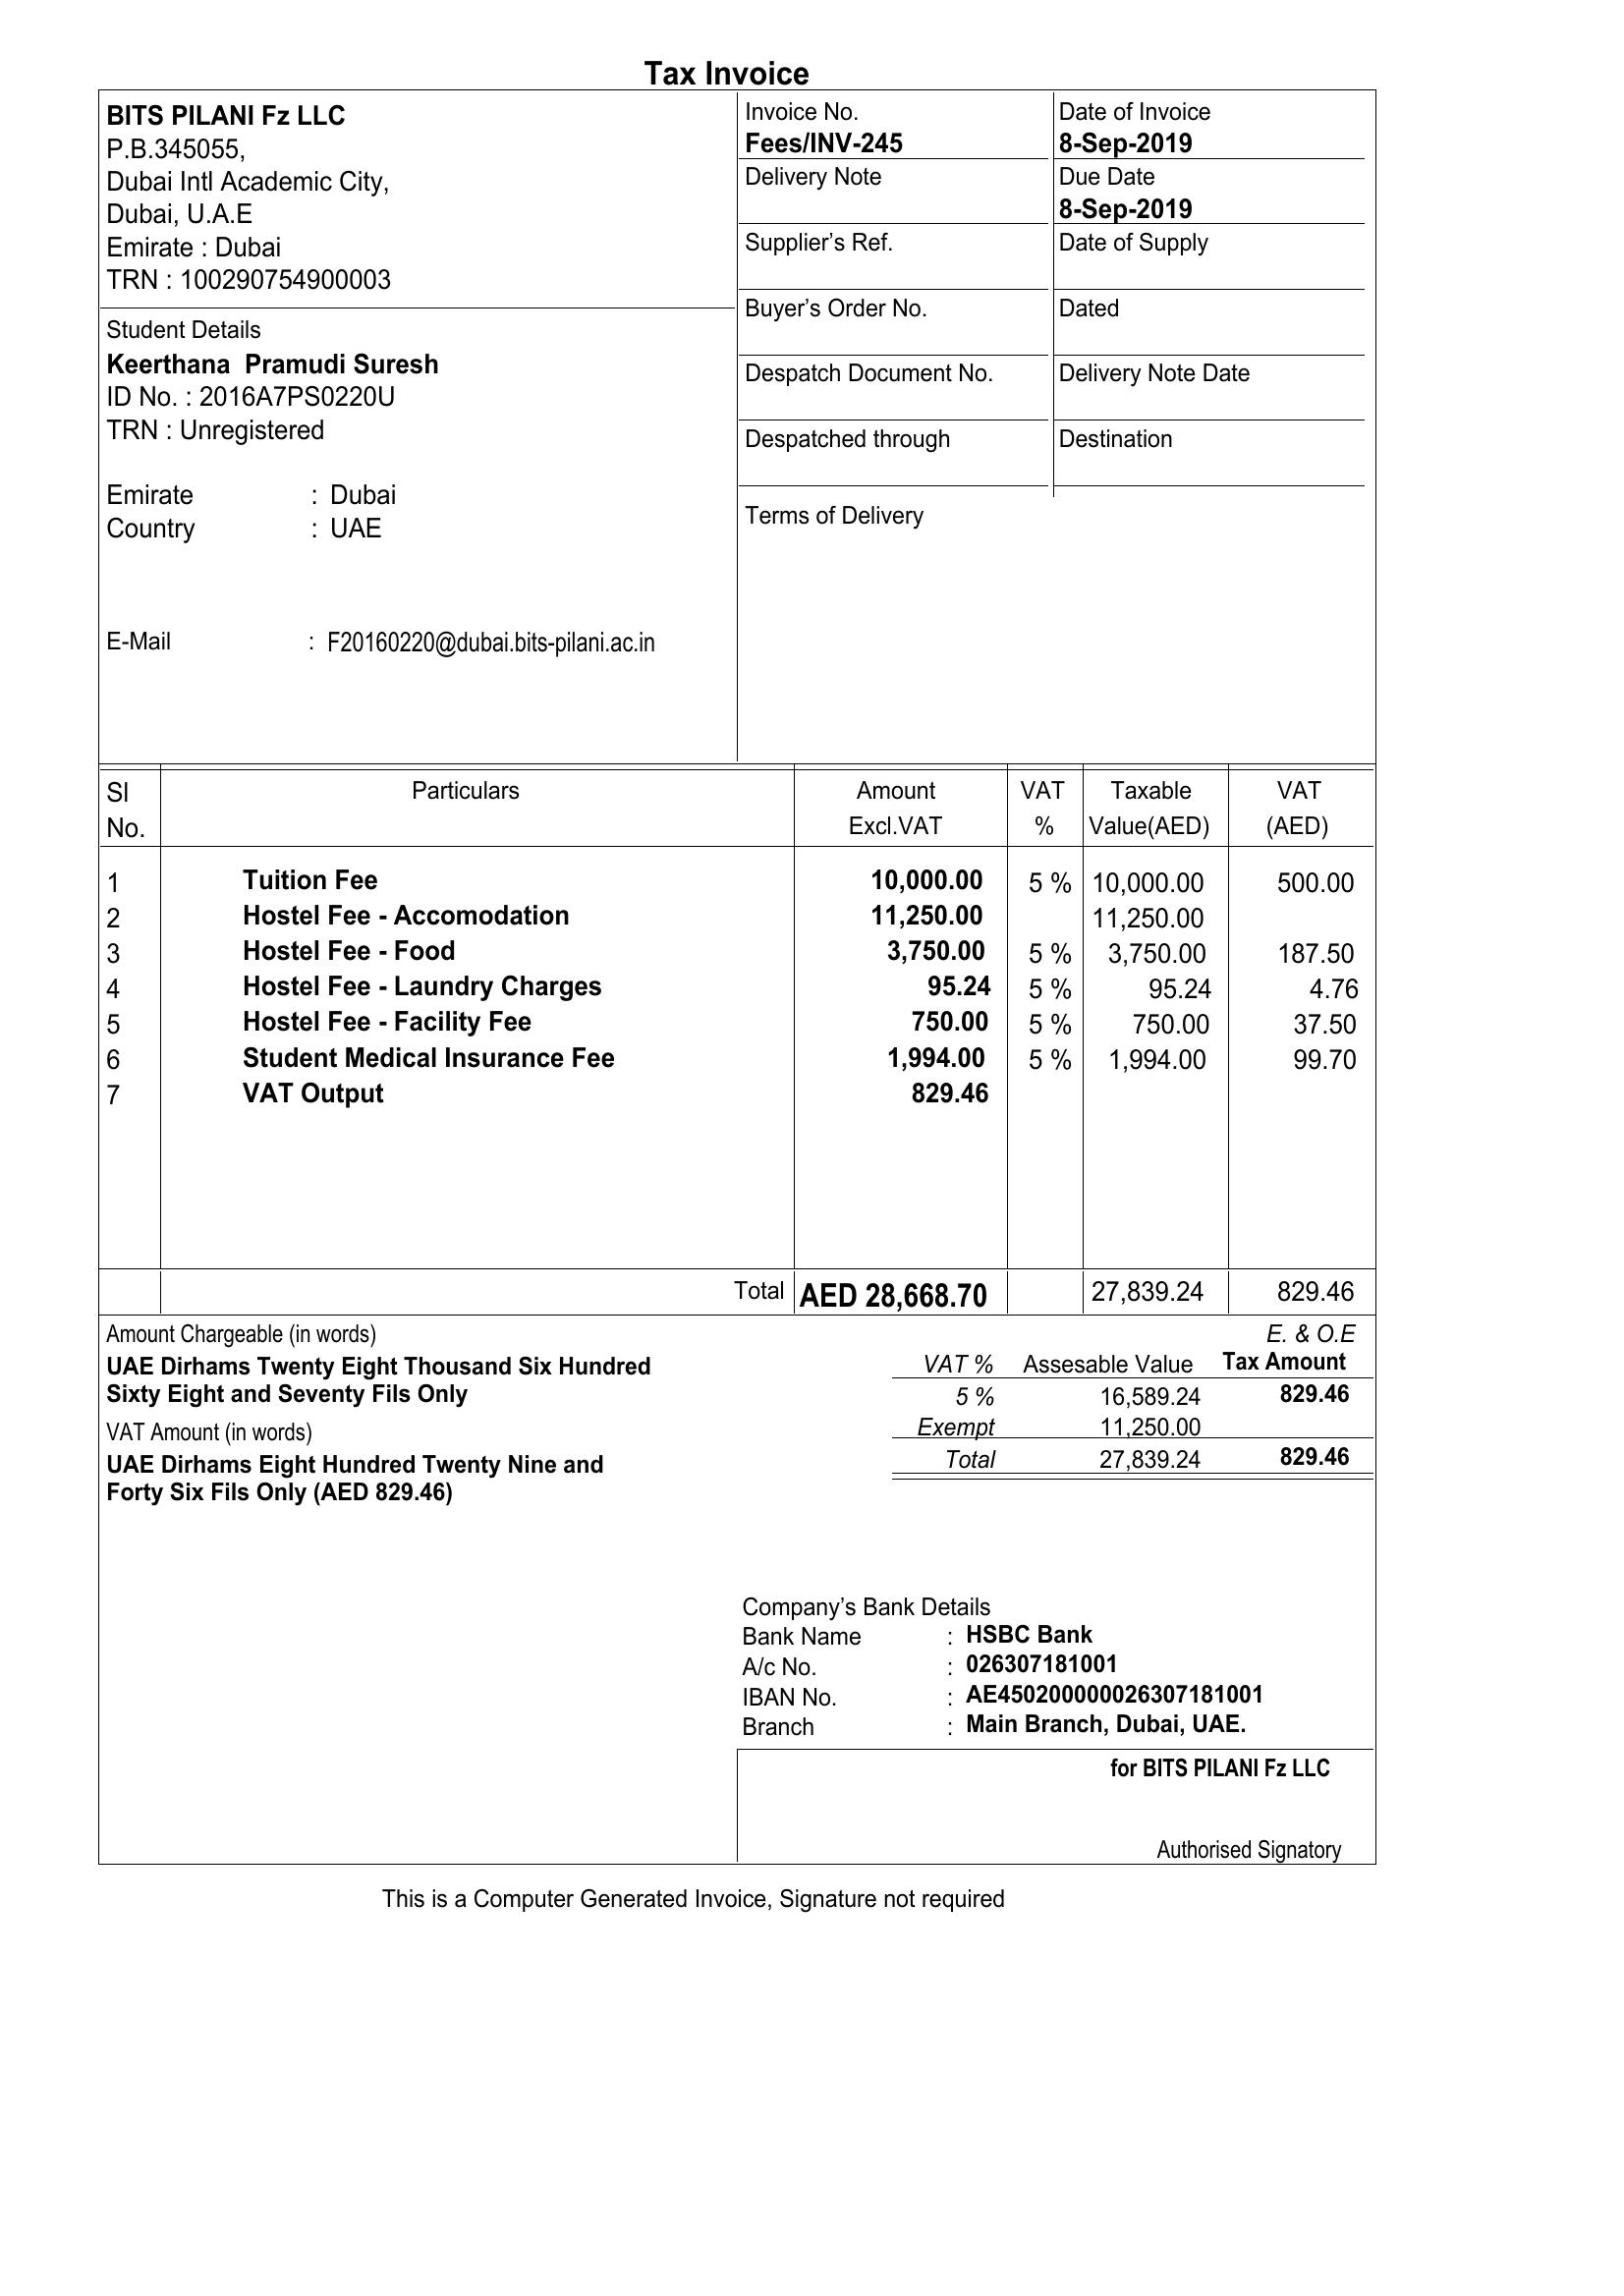 Tax Invoice
BITS PILANI Fz LLC
P.B.345055,
Dubai Intl Academic City,
Dubai, U.A.E
Emirate : Dubai
TRN : 100290754900003
Invoice No.
Fees/INV-245
Date of Invoice
8-Sep-2019
Delivery Note
Due Date
8-Sep-2019
Supplier's Ref.
Date of Supply
Buyer's Order No.
Dated
Despatch Document No.
Delivery Note Date
Despatched through
Destination
Terms of Delivery
Student Details
Keerthana Pramudi Suresh
ID No. : 2016A7PS0220U
TRN : Unregistered
Emirate : Dubai
Country : UAE
E-Mail : F20160220@dubai.bits-pilani.ac.in
SI No. Particulars Amount Excl.VAT VAT % Taxable Value(AED) VAT (AED)
1 Tuition Fee 10,000.00 5 % 10,000.00 500.00
2 Hostel Fee - Accomodation 11,250.00 11,250.00
3 Hostel Fee - Food 3,750.00 5 % 3,750.00 187.50
4 Hostel Fee - Laundry Charges 95.24 5 % 95.24 4.76
5 Hostel Fee - Facility Fee 750.00 5 % 750.00 37.50
6 Student Medical Insurance Fee 1,994.00 5 % 1,994.00 99.70
7 VAT Output 829.46
Total AED 28,668.70 27,839.24 829.46
Amount Chargeable (in words) E. & O.E
UAE Dirhams Twenty Eight Thousand Six Hundred
Sixty Eight and Seventy Fils Only
VAT Amount (in words)
UAE Dirhams Eight Hundred Twenty Nine and
Forty Six Fils Only (AED 829.46)
VAT % Assesable Value Tax Amount
5 % 16,589.24 829.46
Exempt 11,250.00
Total 27,839.24 829.46
Company's Bank Details
Bank Name : HSBC Bank
A/c No. : 026307181001
IBAN No. : AE450200000026307181001
Branch : Main Branch, Dubai, UAE.
for BITS PILANI Fz LLC
Authorised Signatory
This is a Computer Generated Invoice, Signature not required